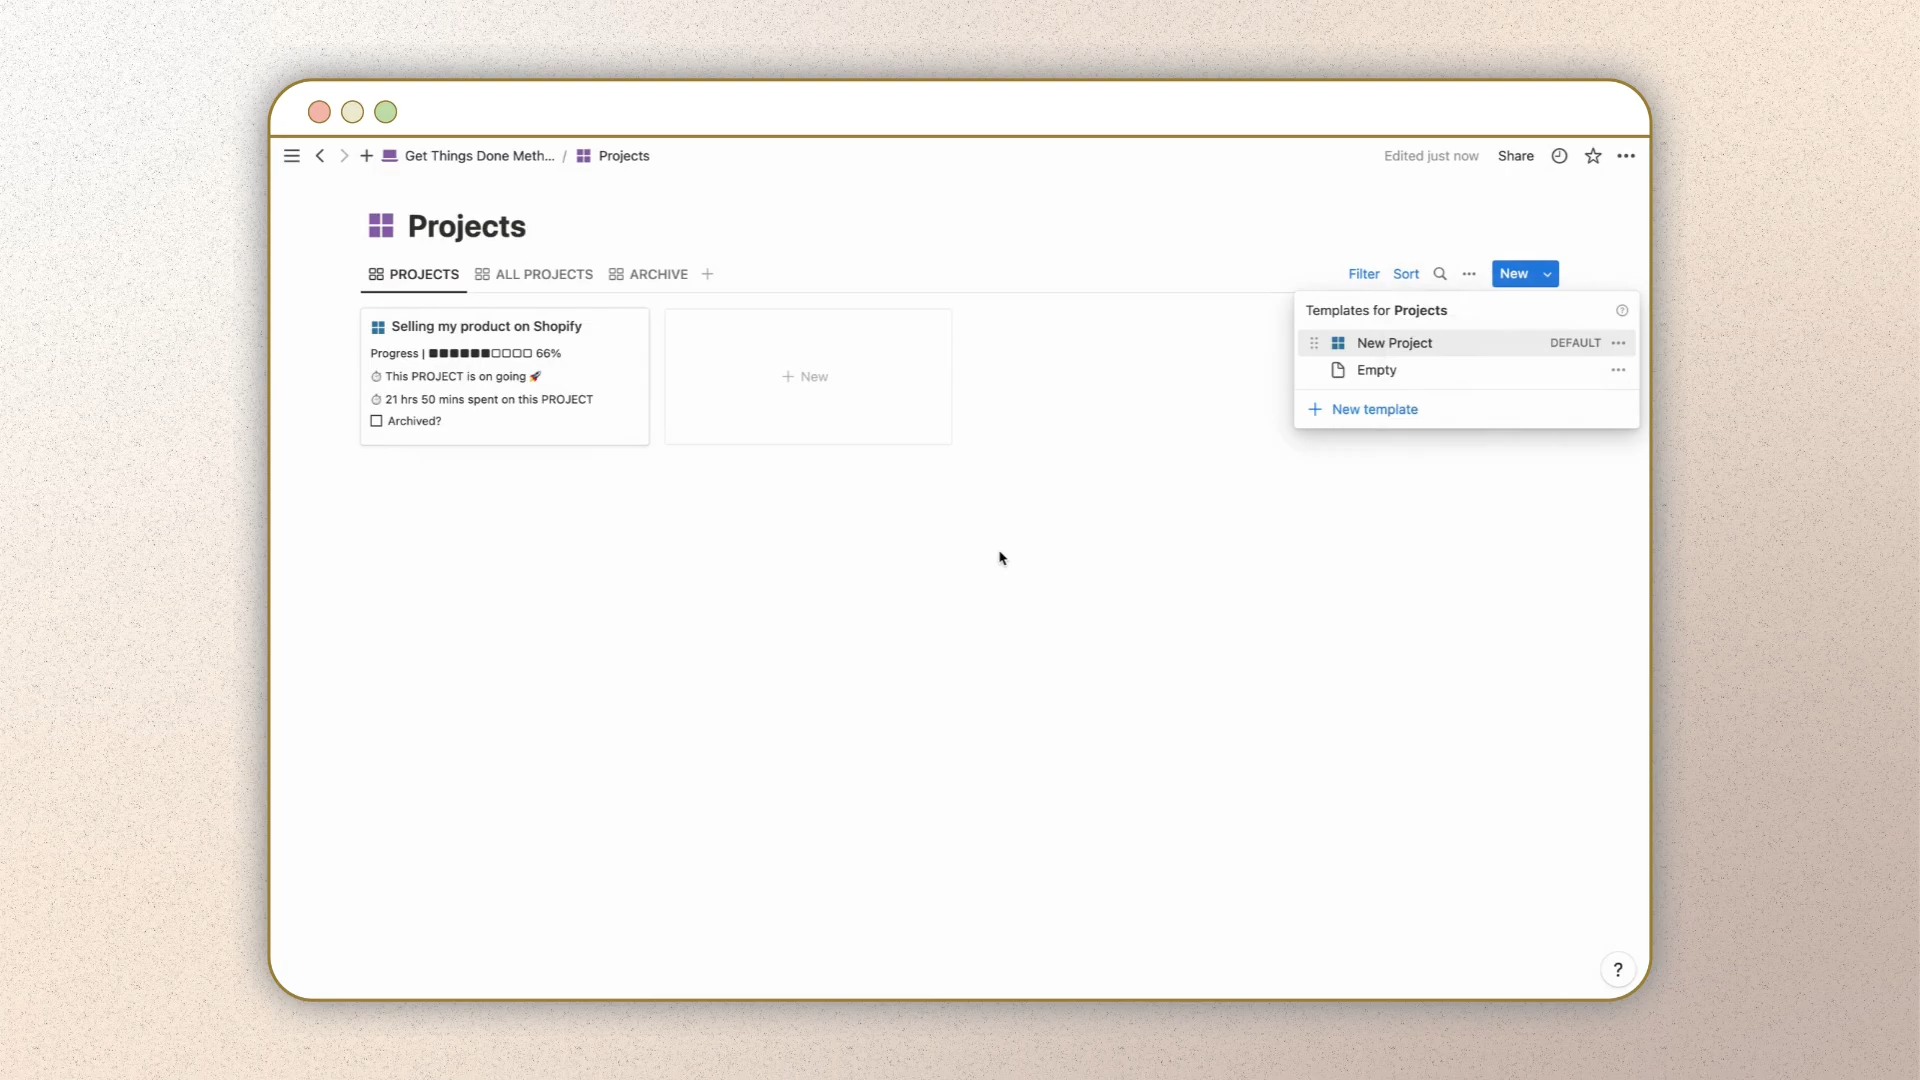 Get Things Done Meth... / Projects
Edited just now Share
Projects
PROJECTS ALL PROJECTS ARCHIVE
Filter Sort New
Templates for Projects
New Project DEFAULT
Empty
New template
Selling my product on Shopify
Progress | ■■■■■■□□□□ 66%
⏱ This PROJECT is on going 🚀
⏱ 21 hrs 50 mins spent on this PROJECT
Archived?
+ New
?